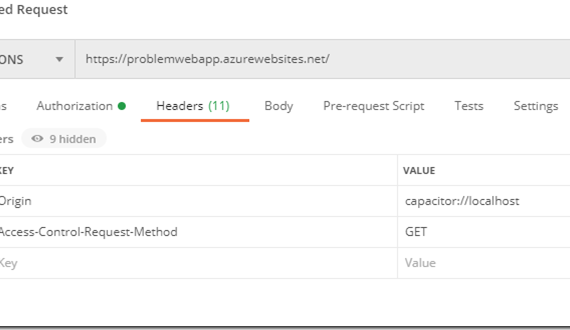 ed Request
ONS https://problemwebapp.azurewebsites.net/
s Authorization Headers (11) Body Pre-request Script Tests Settings
ers 9 hidden
KEY VALUE
Origin capacitor://localhost
Access-Control-Request-Method GET
Key Value